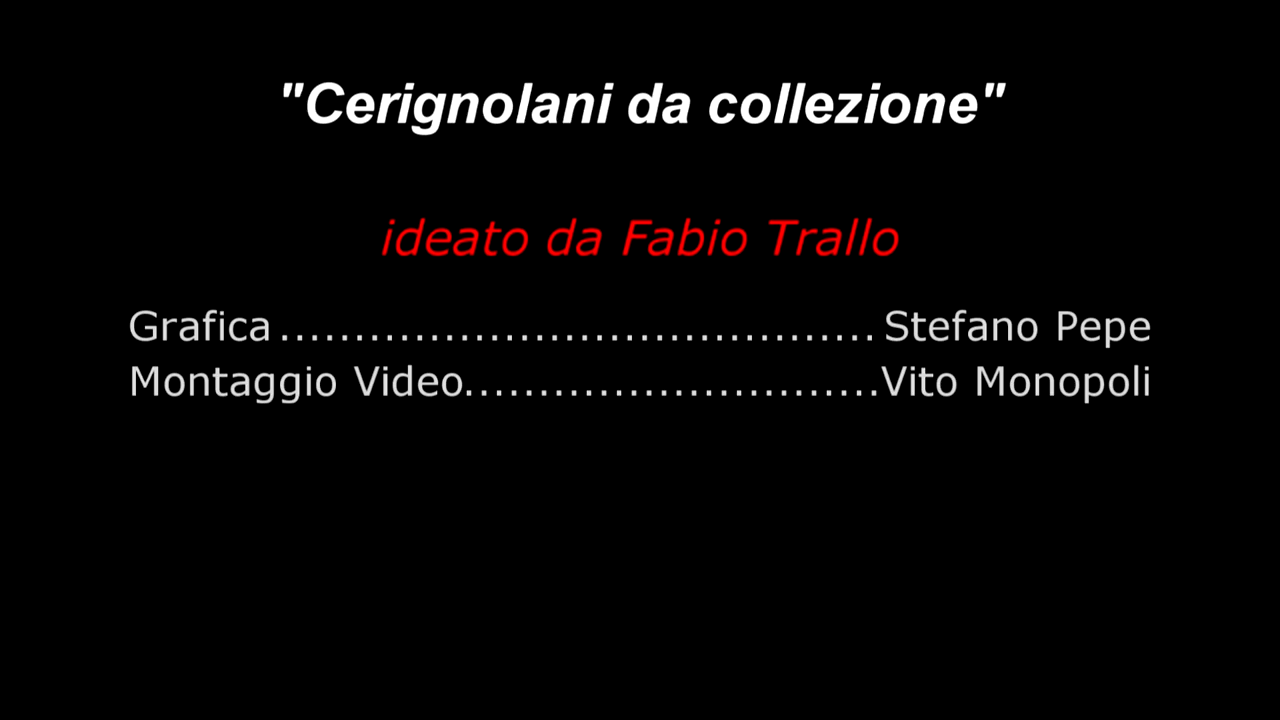 "Cerignolani da collezione"
ideato da Fabio Trallo
Grafica........................................Stefano Pepe
Montaggio Video............................Vito Monopoli